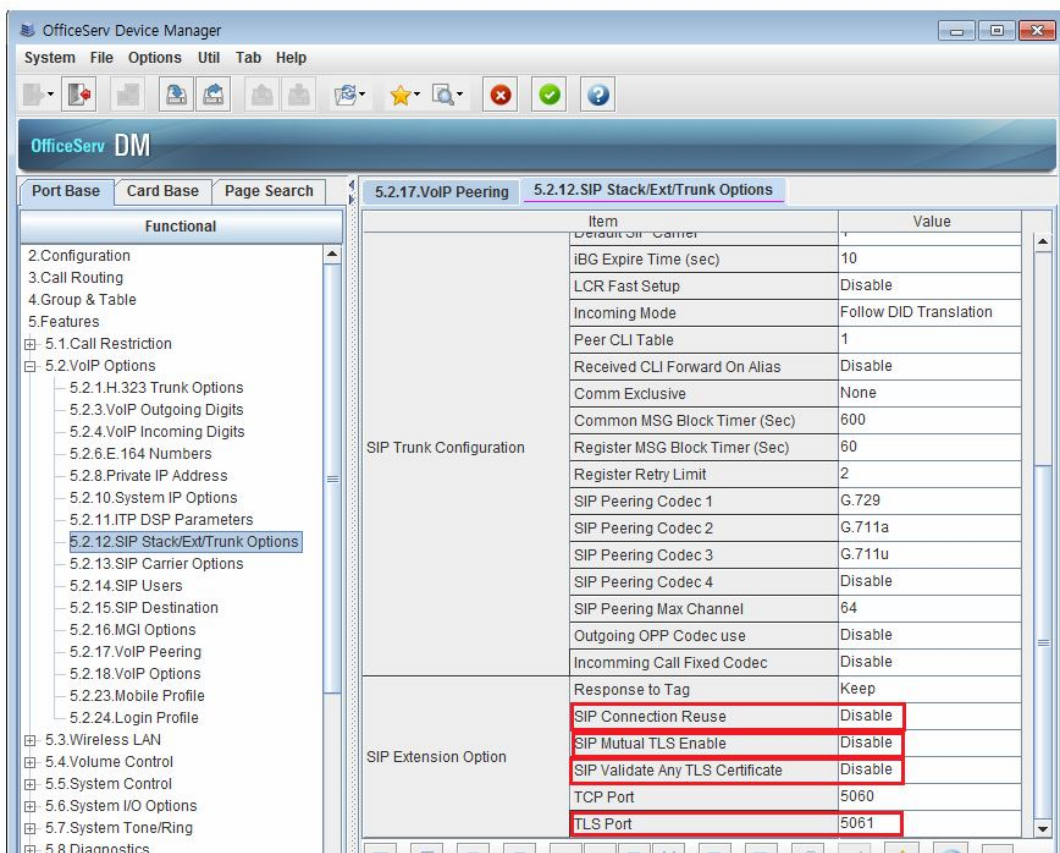 OfficeServ Device Manager
System File Options Util Tab Help
OfficeServ DM
Port Base Card Base Page Search
Functional
2.Configuration
3.Call Routing
4.Group & Table
5.Features
5.1.Call Restriction
5.2.VoIP Options
5.2.1.H.323 Trunk Options
5.2.3.VoIP Outgoing Digits
5.2.4.VoIP Incoming Digits
5.2.6.E.164 Numbers
5.2.8.Private IP Address
5.2.10.System IP Options
5.2.11.ITP DSP Parameters
5.2.12.SIP Stack/Ext/Trunk Options
5.2.13.SIP Carrier Options
5.2.14.SIP Users
5.2.15.SIP Destination
5.2.16.MGI Options
5.2.17.VoIP Peering
5.2.18.VoIP Options
5.2.23.Mobile Profile
5.2.24.Login Profile
5.3.Wireless LAN
5.4.Volume Control
5.5.System Control
5.6.System I/O Options
5.7.System Tone/Ring
5.8.Diagnostics
5.2.17.VoIP Peering 5.2.12.SIP Stack/Ext/Trunk Options
Item Value
Default SIP Carrier 1
iBG Expire Time (sec) 10
LCR Fast Setup Disable
Incoming Mode Follow DID Translation
Peer CLI Table 1
Received CLI Forward On Alias Disable
Comm Exclusive None
Common MSG Block Timer (Sec) 600
SIP Trunk Configuration Register MSG Block Timer (Sec) 60
Register Retry Limit 2
SIP Peering Codec 1 G.729
SIP Peering Codec 2 G.711a
SIP Peering Codec 3 G.711u
SIP Peering Codec 4 Disable
SIP Peering Max Channel 64
Outgoing OPP Codec use Disable
Incomming Call Fixed Codec Disable
Response to Tag Keep
SIP Connection Reuse Disable
SIP Mutual TLS Enable Disable
SIP Extension Option SIP Validate Any TLS Certificate Disable
TCP Port 5060
TLS Port 5061